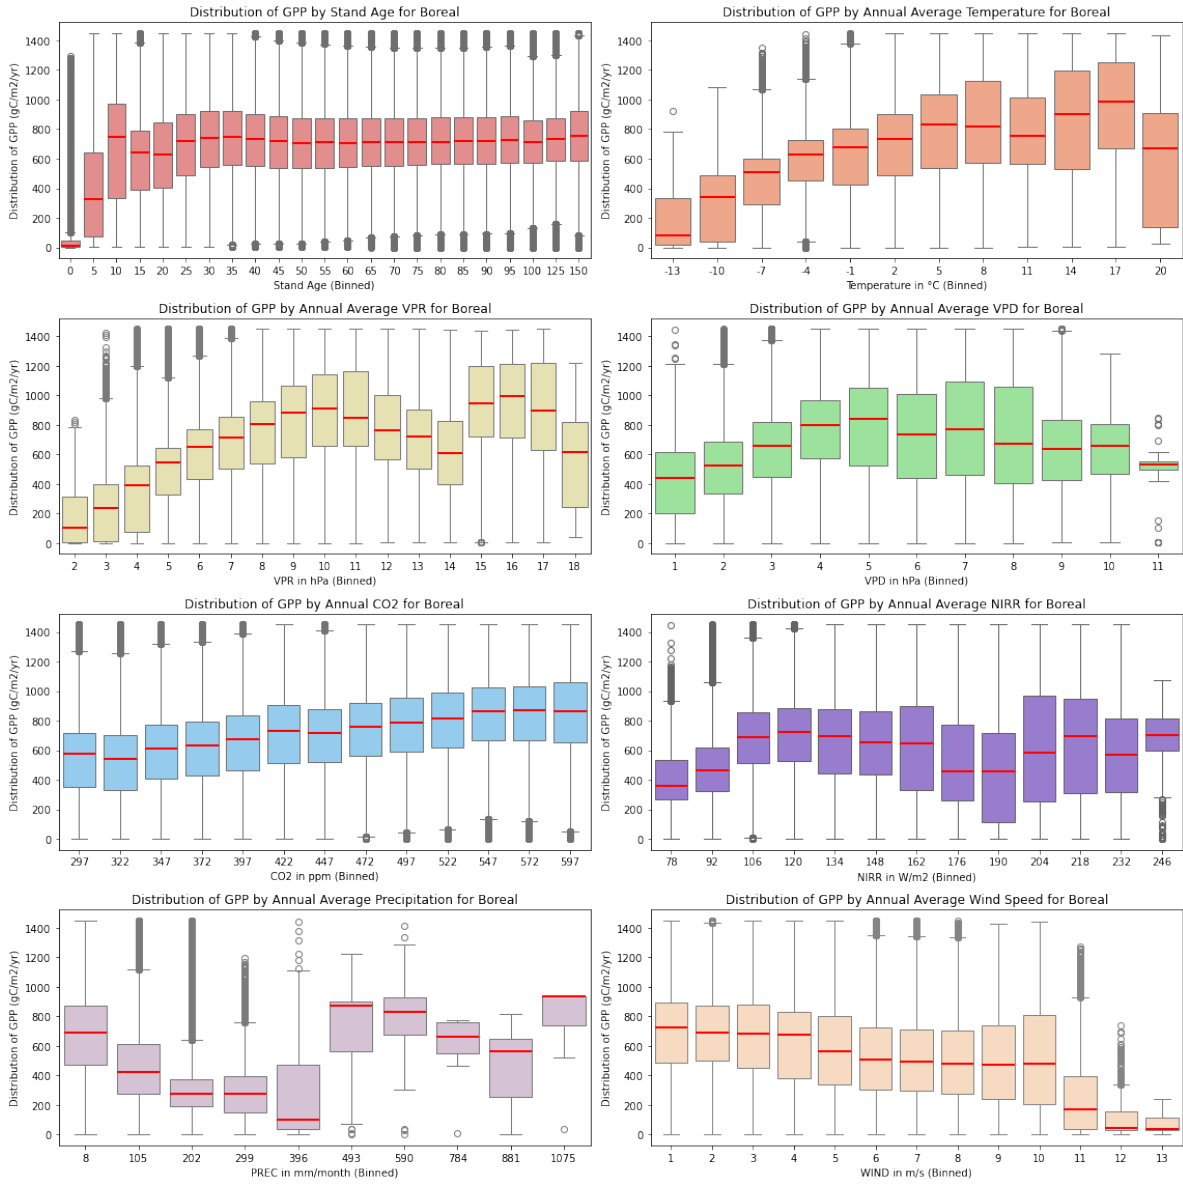 Distribution of GPP by Stand Age for Boreal
Distribution of GPP (gC/m2/yr)
1400
1200
1000
800
600
400
200
0
0 5 10 15 20 25 30 35 40 45 50 55 60 65 70 75 80 85 90 95 100 125 150
Stand Age (Binned)
Distribution of GPP by Annual Average Temperature for Boreal
Distribution of GPP (gC/m2/yr)
1400
1200
1000
800
600
400
200
0
-13 -10 -7 -4 -1 2 5 8 11 14 17 20
Temperature in °C (Binned)
Distribution of GPP by Annual Average VPR for Boreal
Distribution of GPP (gC/m2/yr)
1400
1200
1000
800
600
400
200
0
2 3 4 5 6 7 8 9 10 11 12 13 14 15 16 17 18
VPR in hPa (Binned)
Distribution of GPP by Annual Average VPD for Boreal
Distribution of GPP (gC/m2/yr)
1400
1200
1000
800
600
400
200
0
1 2 3 4 5 6 7 8 9 10 11
VPD in hPa (Binned)
Distribution of GPP by Annual CO2 for Boreal
Distribution of GPP (gC/m2/yr)
1400
1200
1000
800
600
400
200
0
297 322 347 372 397 422 447 472 497 522 547 572 597
CO2 in ppm (Binned)
Distribution of GPP by Annual Average NIRR for Boreal
Distribution of GPP (gC/m2/yr)
1400
1200
1000
800
600
400
200
0
78 92 106 120 134 148 162 176 190 204 218 232 246
NIRR in W/m2 (Binned)
Distribution of GPP by Annual Average Precipitation for Boreal
Distribution of GPP (gC/m2/yr)
1400
1200
1000
800
600
400
200
0
8 105 202 299 396 493 590 784 881 1075
PREC in mm/month (Binned)
Distribution of GPP by Annual Average Wind Speed for Boreal
Distribution of GPP (gC/m2/yr)
1400
1200
1000
800
600
400
200
0
1 2 3 4 5 6 7 8 9 10 11 12 13
WIND in m/s (Binned)